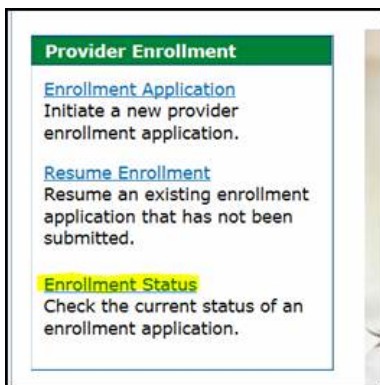 Provider Enrollment
Enrollment Application
Initiate a new provider
enrollment application.
Resume Enrollment
Resume an existing enrollment
application that has not been
submitted.
Enrollment Status
Check the current status of an
enrollment application.